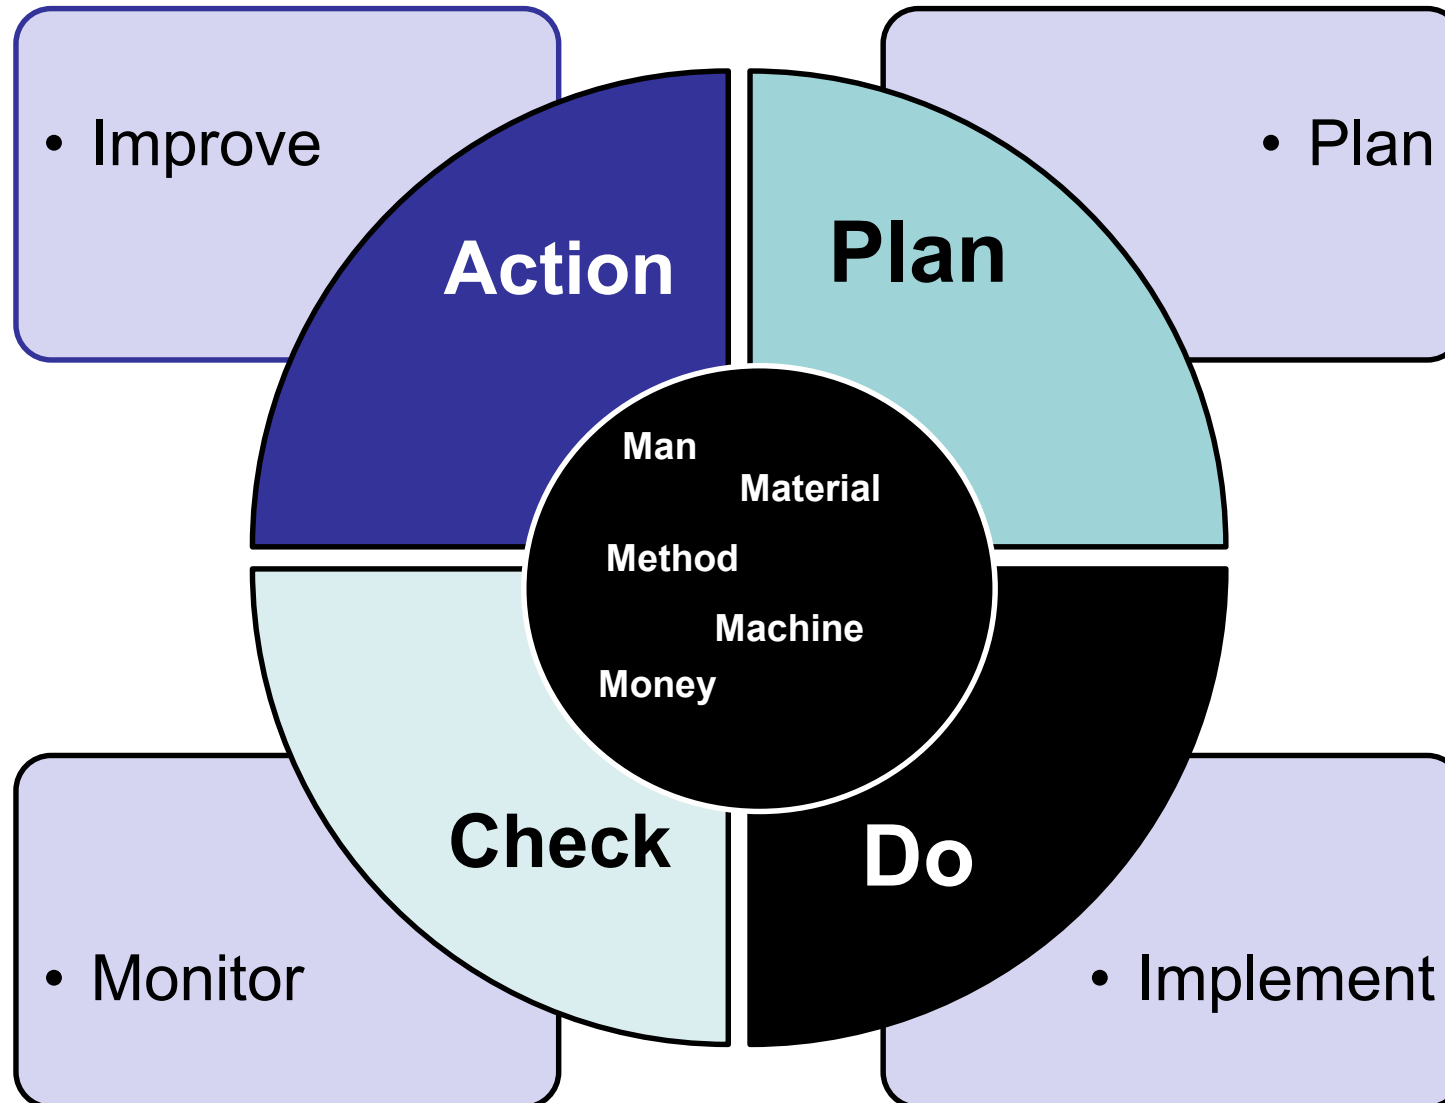 • Improve
• Plan
Action
Plan
Man
Material
Method
Machine
Money
Check
Do
• Monitor
• Implement